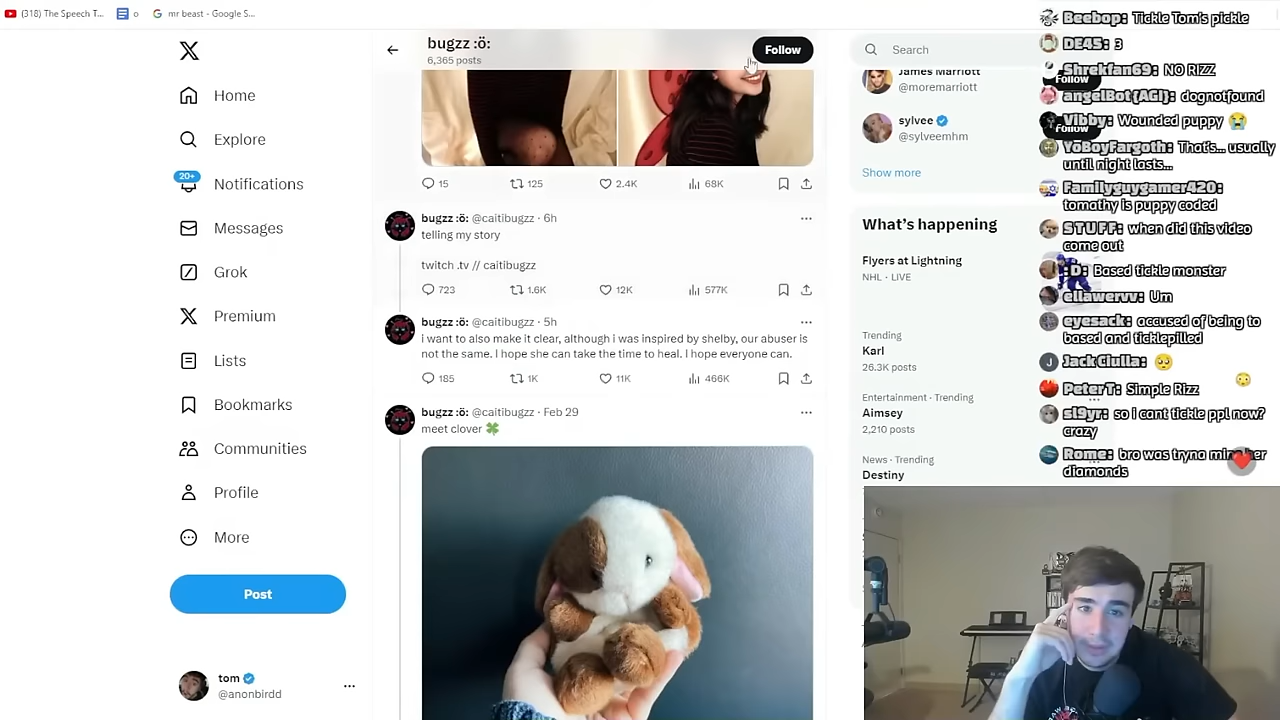 (318) The Speech T...
o
mr beast - Google S...
bugzz :ö:
6,365 posts
Follow
15
125
2.4K
68K
bugzz :ö: @caitibugzz · 6h
telling my story
twitch .tv // caitibugzz
723
1.6K
12K
577K
bugzz :ö: @caitibugzz · 5h
i want to also make it clear, although i was inspired by shelby, our abuser is
not the same. I hope she can take the time to heal. I hope everyone can.
185
1K
11K
466K
bugzz :ö: @caitibugzz · Feb 29
meet clover 🍀
Home
Explore
20+
Notifications
Messages
Grok
Premium
Lists
Bookmarks
Communities
Profile
More
Post
tom
@anonbirdd
Search
James Marriott
@moremarriott
Follow
sylvee
@sylveemhm
Follow
Show more
What's happening
Flyers at Lightning
NHL · LIVE
Trending
Karl
26.3K posts
Entertainment · Trending
Aimsey
2,210 posts
News · Trending
Destiny
Beebop: Tickle Tom's pickle
DE4S: 3
Shrekfan69: NO RIZZ
angelBot (AGI): dognotfound
Vibby: Wounded puppy 😭
YoBoyFargoth: That's... usually
until night lasts...
Familyguygamer420:
tomathy is puppy coded
STUFF: when did this video
come out
:D: Based tickle monster
ellawervv: Um
eyesack: accused of being to
based and ticklepilled
JackCiulla: 🥺
PeterT: Simple Rizz
sl9yr: so i cant tickle ppl now?
crazy
Rome: bro was tryna mine her
diamonds